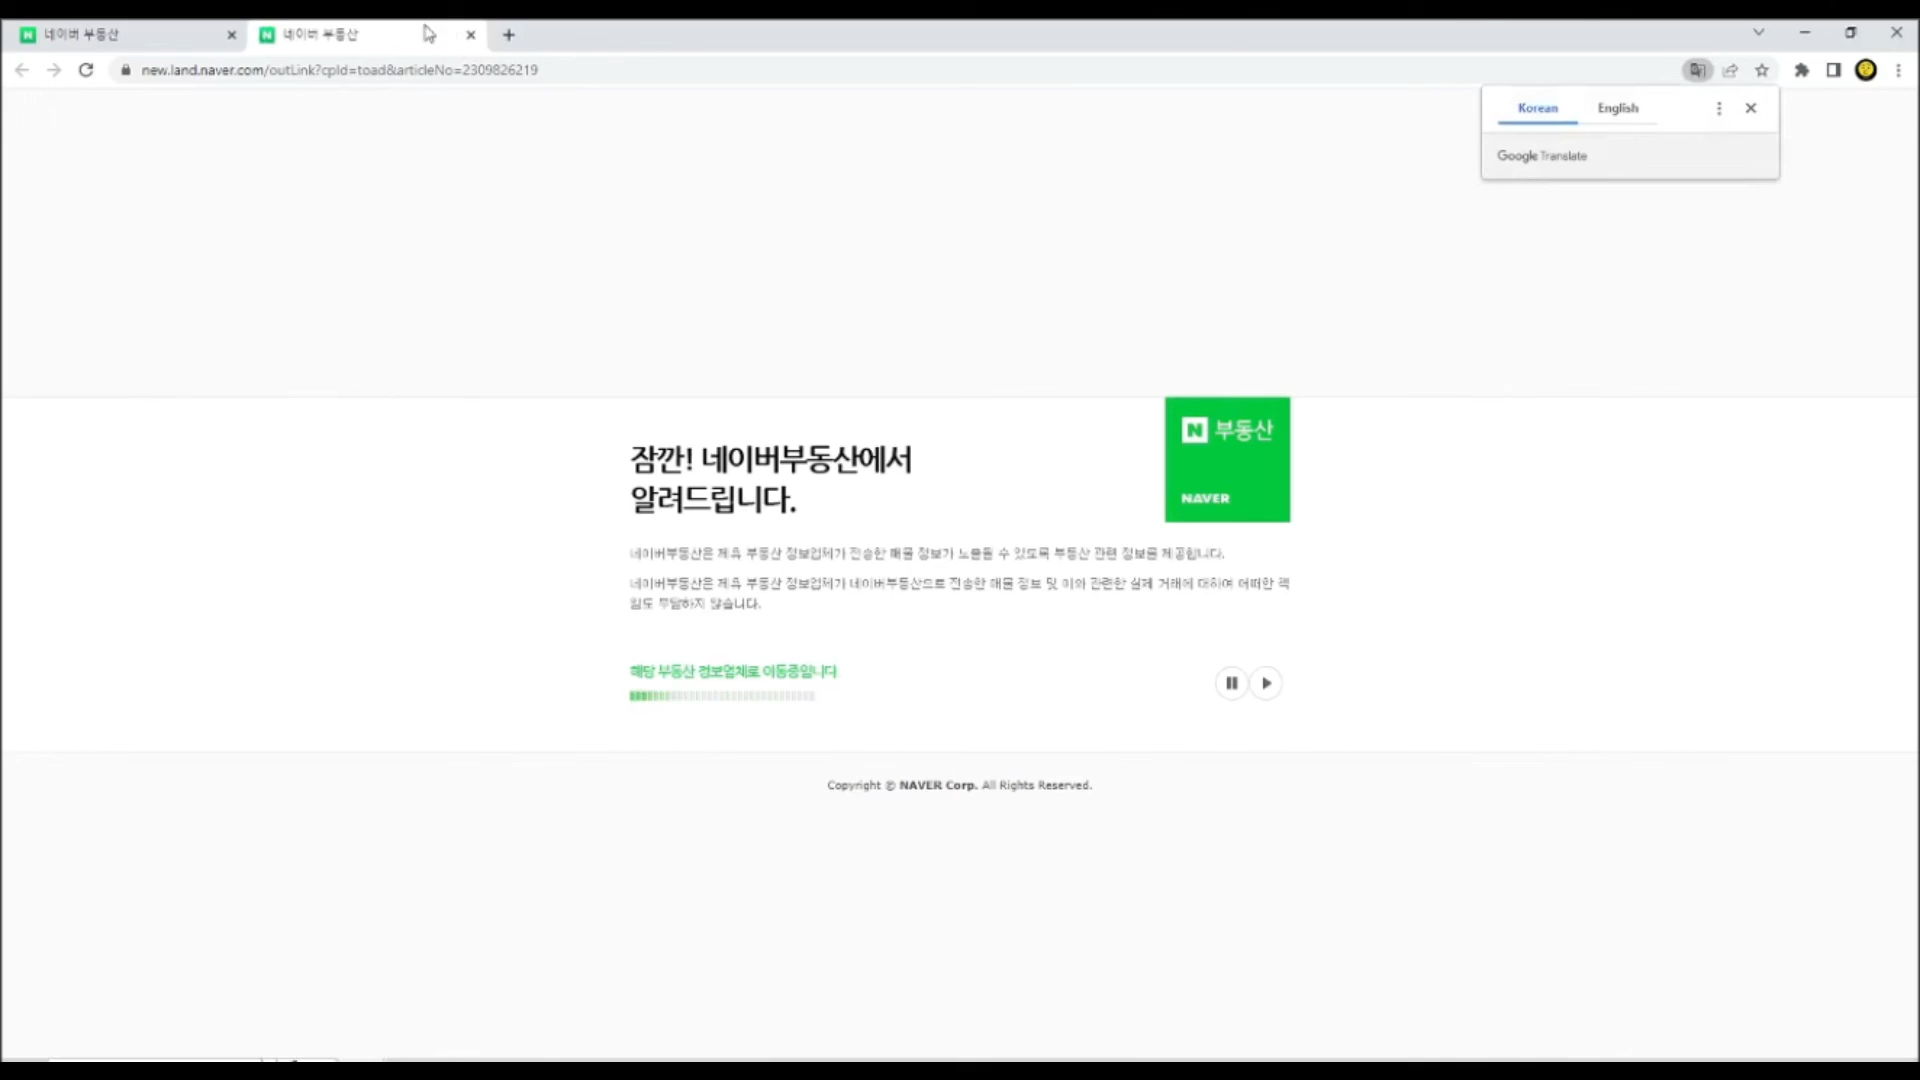 네이버 부동산
네이버 부동산
new.land.naver.com/outLink?cpId=toad&articleNo=2309826219
Korean English
Google Translate
N 부동산
NAVER
잠깐! 네이버부동산에서
알려드립니다.
네이버부동산은 제휴 부동산 정보업체가 전송한 매물 정보가 노출될 수 있도록 부동산 관련 정보를 제공합니다.
네이버부동산은 제휴 부동산 정보업체가 네이버부동산으로 전송한 매물 정보 및 이와 관련한 실제 거래에 대하여 어떠한 책
임도 부담하지 않습니다.
해당 부동산 정보업체로 이동중입니다
Copyright © NAVER Corp. All Rights Reserved.